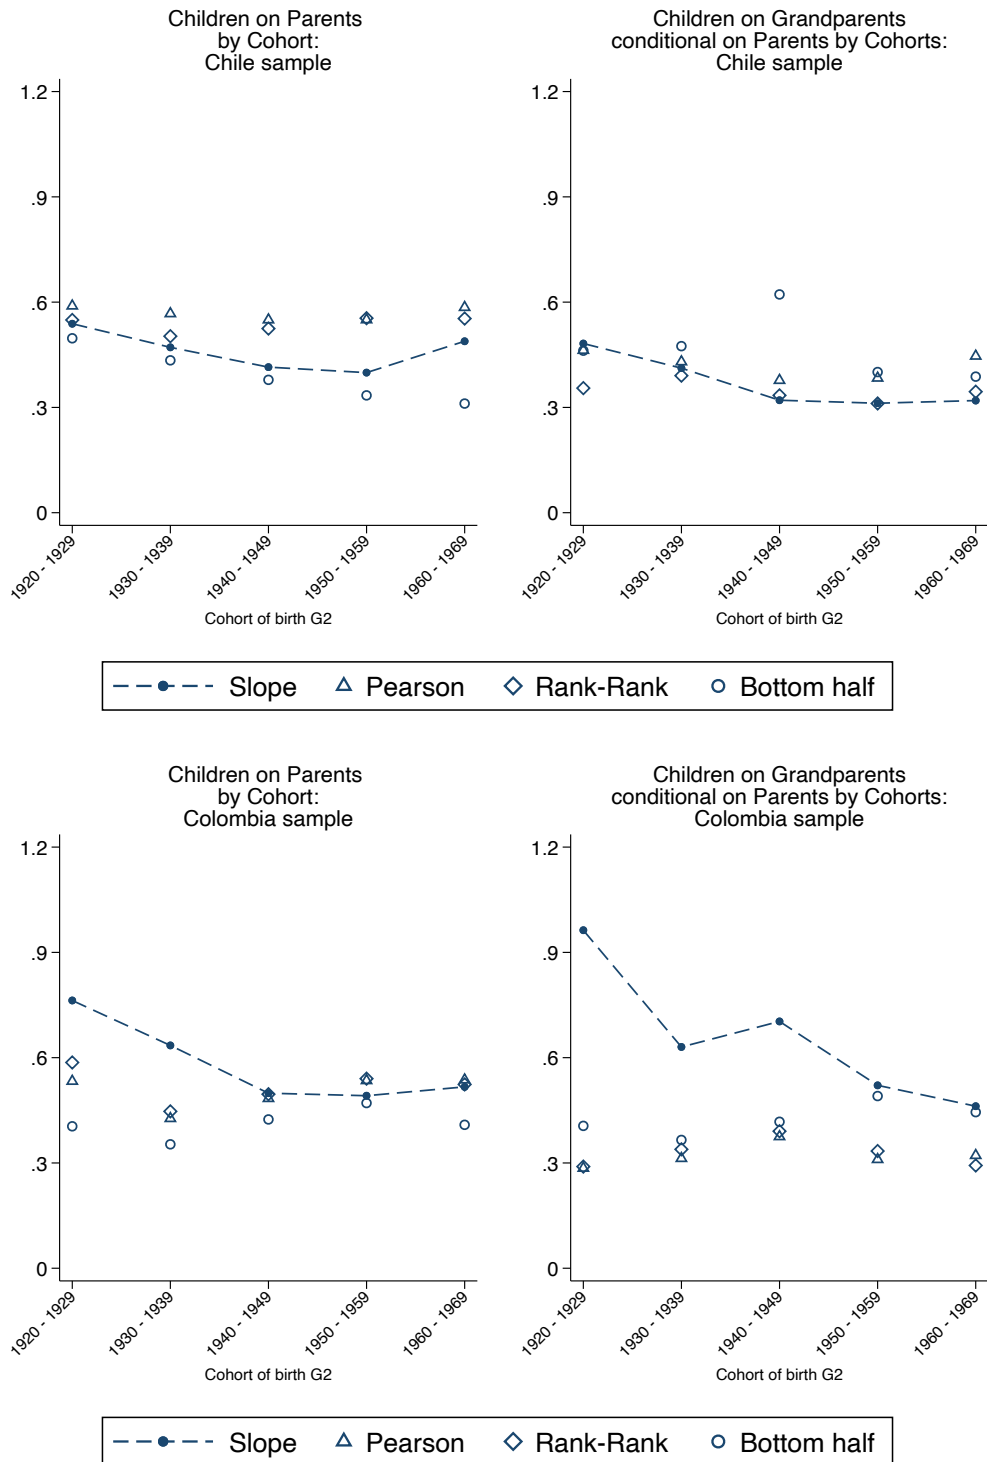 Children on Parents
by Cohort:
Chile sample
1.2
.9
.6
.3
0
1920 - 1929
1930 - 1939
1940 - 1949
1950 - 1959
1960 - 1969
Cohort of birth G2
Children on Grandparents
conditional on Parents by Cohorts:
Chile sample
1.2
.9
.6
.3
0
1920 - 1929
1930 - 1939
1940 - 1949
1950 - 1959
1960 - 1969
Cohort of birth G2
Slope Pearson Rank-Rank Bottom half
Children on Parents
by Cohort:
Colombia sample
1.2
.9
.6
.3
0
1920 - 1929
1930 - 1939
1940 - 1949
1950 - 1959
1960 - 1969
Cohort of birth G2
Children on Grandparents
conditional on Parents by Cohorts:
Colombia sample
1.2
.9
.6
.3
0
1920 - 1929
1930 - 1939
1940 - 1949
1950 - 1959
1960 - 1969
Cohort of birth G2
Slope Pearson Rank-Rank Bottom half